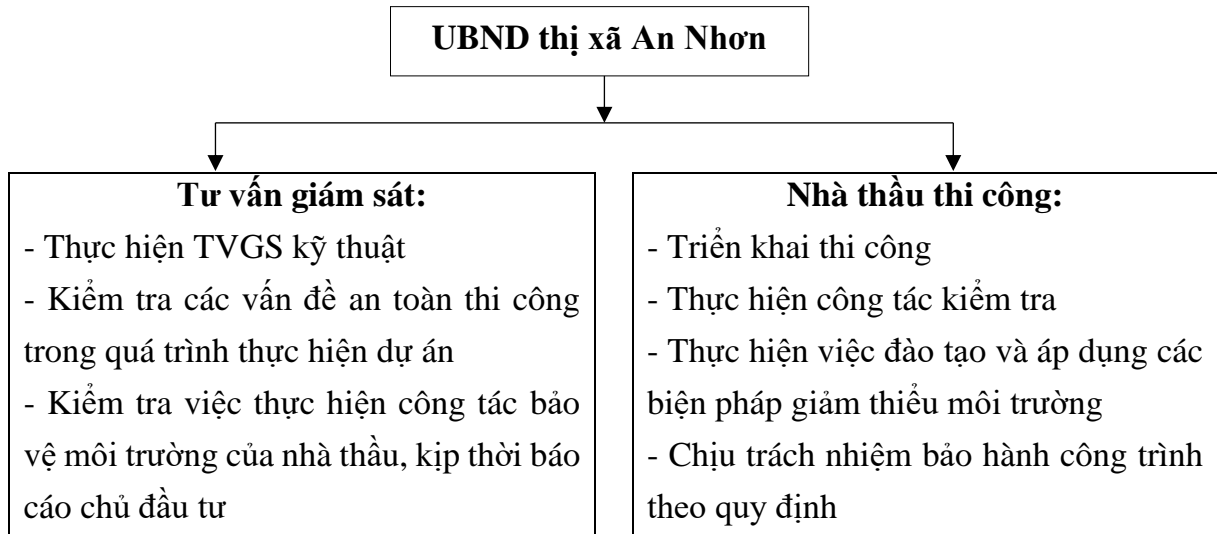 UBND thị xã An Nhơn
Tư vấn giám sát:
- Thực hiện TVGS kỹ thuật
- Kiểm tra các vấn đề an toàn thi công
trong quá trình thực hiện dự án
- Kiểm tra việc thực hiện công tác bảo
vệ môi trường của nhà thầu, kịp thời báo
cáo chủ đầu tư
Nhà thầu thi công:
- Triển khai thi công
- Thực hiện công tác kiểm tra
- Thực hiện việc đào tạo và áp dụng các
biện pháp giảm thiểu môi trường
- Chịu trách nhiệm bảo hành công trình
theo quy định